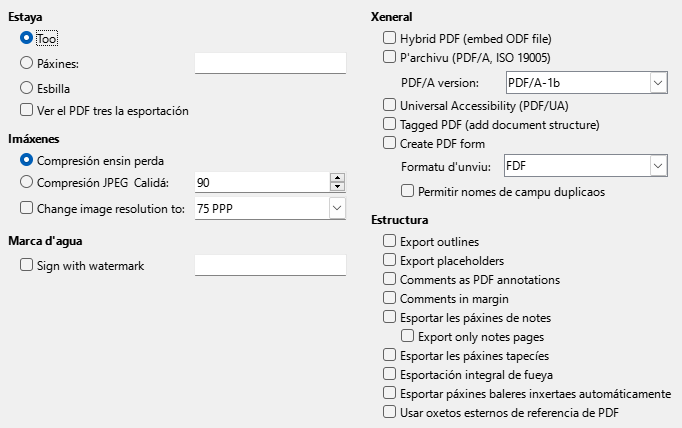 Estaya
Too
Páxines:
Esbilla
Ver el PDF tres la esportación
Imáxenes
Compresión ensin perda
Compresión JPEG Calidá: 90
Change image resolution to: 75 PPP
Marca d'agua
Sign with watermark
Xeneral
Hybrid PDF (embed ODF file)
P'archivu (PDF/A, ISO 19005)
PDF/A version: PDF/A-1b
Universal Accessibility (PDF/UA)
Tagged PDF (add document structure)
Create PDF form
Formatu d'unviu: FDF
Permitir nomes de campu duplicaos
Estructura
Export outlines
Export placeholders
Comments as PDF annotations
Comments in margin
Esportar les páxines de notes
Export only notes pages
Esportar les páxines tapecíes
Esportación integral de fueya
Esportar páxines baleres inxertaes automáticamente
Usar oxetos esternos de referencia de PDF